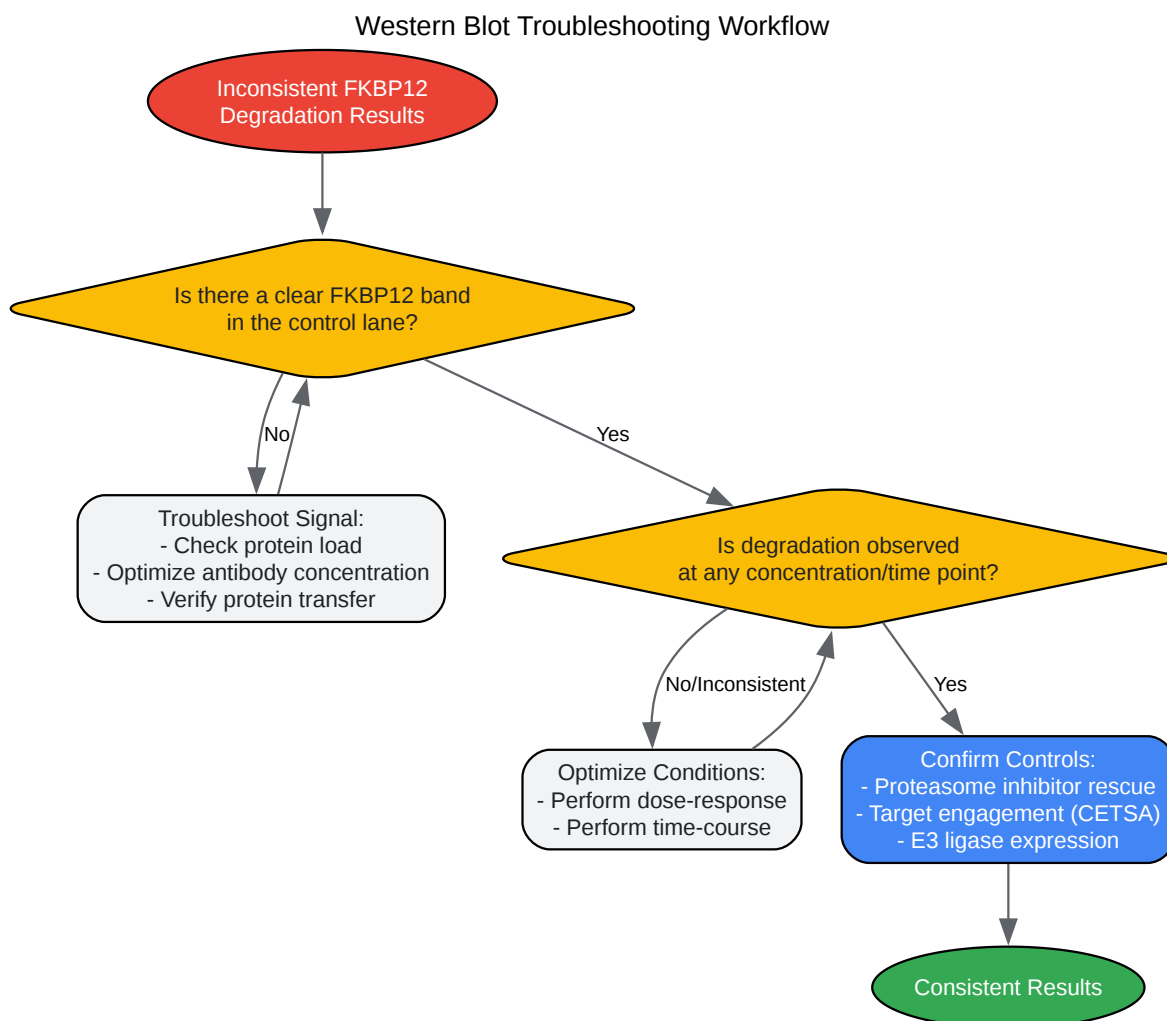 Western Blot Troubleshooting Workflow
Inconsistent FKBP12
Degradation Results
Is there a clear FKBP12 band
in the control lane?
No
Yes
Troubleshoot Signal:
- Check protein load
- Optimize antibody concentration
- Verify protein transfer
Is degradation observed
at any concentration/time point?
No/Inconsistent
Yes
Optimize Conditions:
- Perform dose-response
- Perform time-course
Confirm Controls:
- Proteasome inhibitor rescue
- Target engagement (CETSA)
- E3 ligase expression
Consistent Results